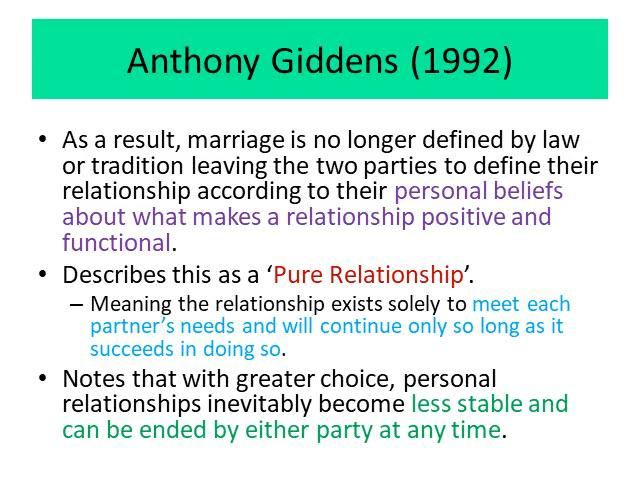 Anthony Giddens (1992)
• As a result, marriage is no longer defined by law
or tradition leaving the two parties to define their
relationship according to their personal beliefs
about what makes a relationship positive and
functional.
• Describes this as a ‘Pure Relationship’.
– Meaning the relationship exists solely to meet each
partner’s needs and will continue only so long as it
succeeds in doing so.
• Notes that with greater choice, personal
relationships inevitably become less stable and
can be ended by either party at any time.